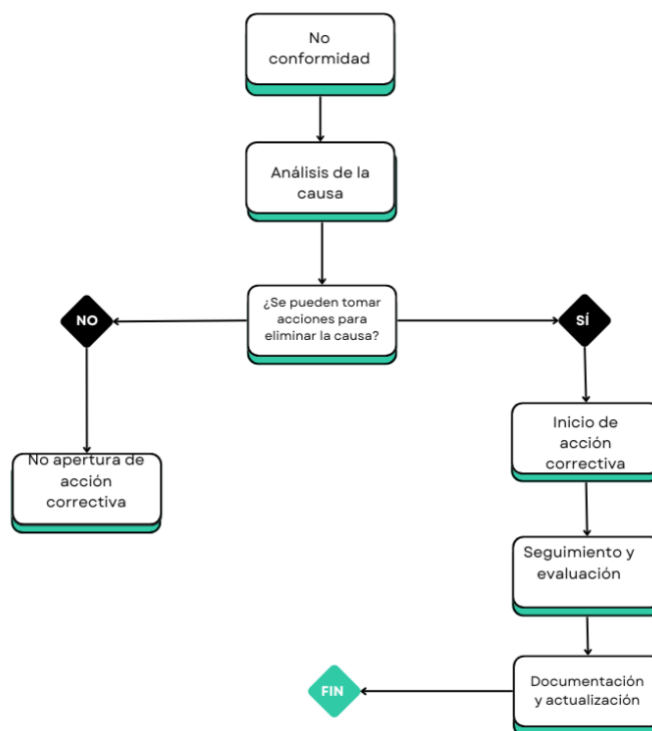 No
conformidad
Análisis de la
causa
¿Se pueden tomar
acciones para
eliminar la causa?
NO
SÍ
No apertura de
acción
correctiva
Inicio de
acción
correctiva
Seguimiento y
evaluación
Documentación
y actualización
FIN